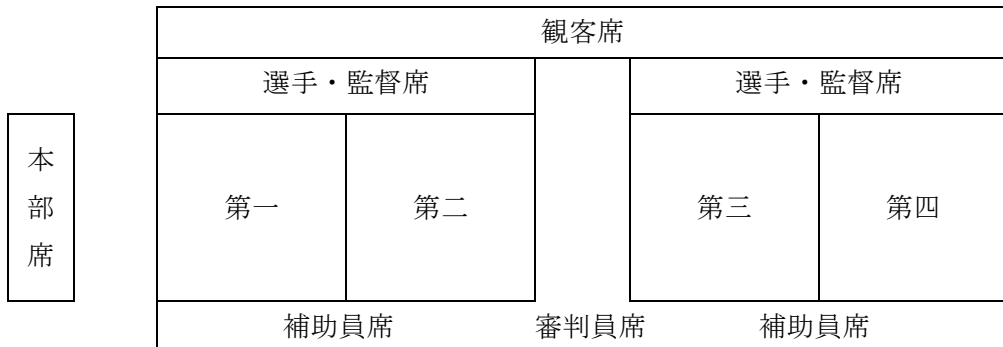 観客席
選手・監督席
選手・監督席
本部席
第一
第二
第三
第四
補助員席
審判員席
補助員席